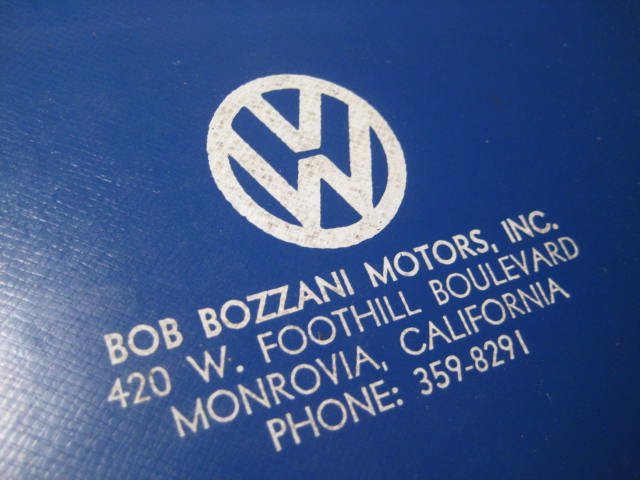 BOB BOZZANI MOTORS, INC.
420 W. FOOTHILL BOULEVARD
MONROVIA, CALIFORNIA
PHONE: 359-8291